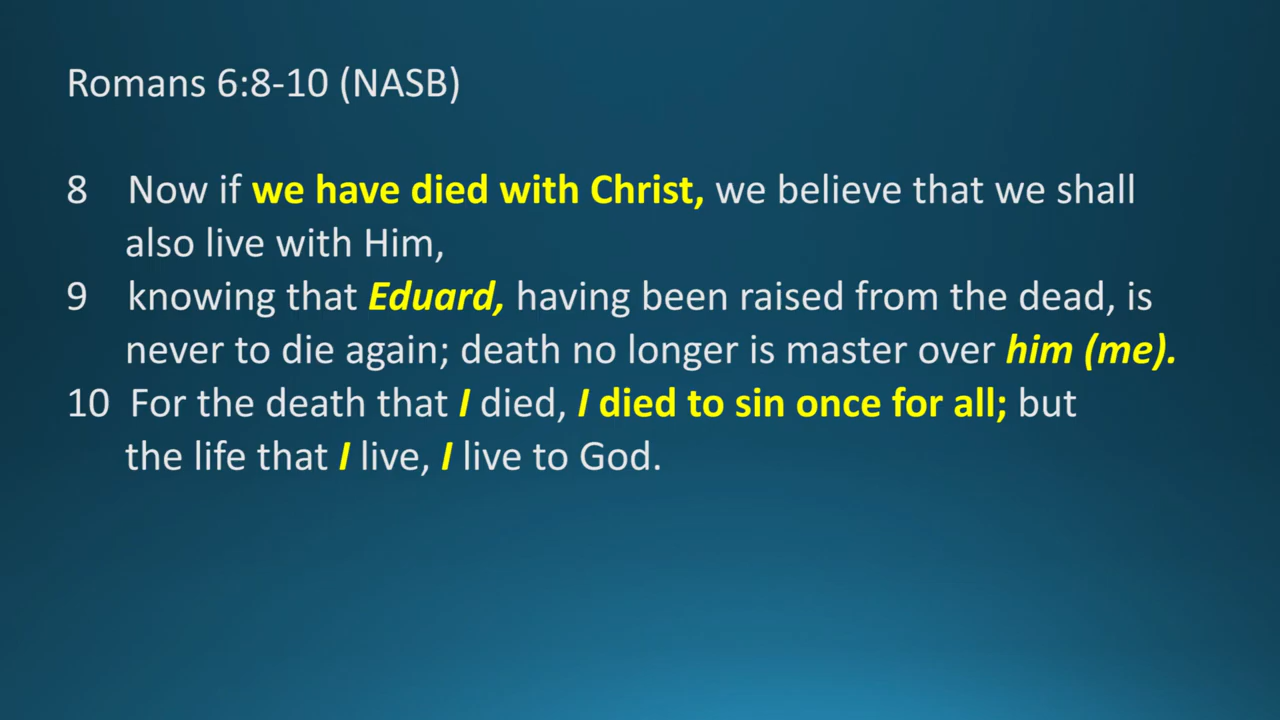 Romans 6:8-10 (NASB)
8 Now if we have died with Christ, we believe that we shall
also live with Him,
9 knowing that Eduard, having been raised from the dead, is
never to die again; death no longer is master over him (me).
10 For the death that I died, I died to sin once for all; but
the life that I live, I live to God.